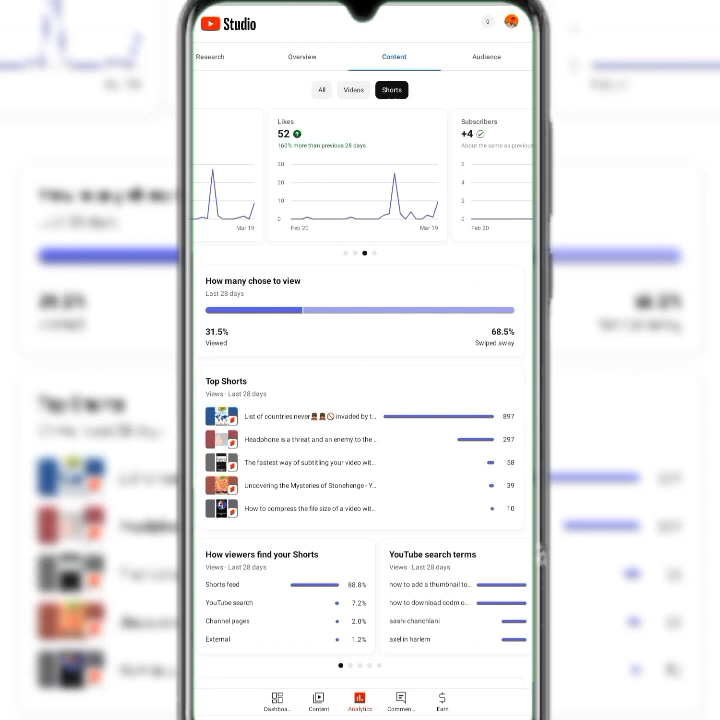 Studio
0
Research
Overview
Content
Audience
All
Videos
Shorts
Likes
52
160% more than previous 28 days
30
20
10
0
Feb 20
Mar 19
Mar 19
Subscribers
+4
About the same as previous
6
4
2
0
Feb 20
How many chose to view
Last 28 days
31.5%
68.5%
Viewed
Swiped away
Top Shorts
Views · Last 28 days
List of countries never invaded by t...
897
Headphone is a threat and an enemy to the ...
297
The fastest way of subtitling your video wit...
58
Uncovering the Mysteries of Stonehenge - Y...
39
How to compress the file size of a video wit...
10
How viewers find your Shorts
Views · Last 28 days
Shorts feed
88.8%
YouTube search
7.2%
Channel pages
2.0%
External
1.2%
YouTube search terms
Views · Last 28 days
how to add a thumbnail to...
how to download codm o...
aashi chanchlani
axel in harlem
Dashboa...
Content
Analytics
Commen...
Earn